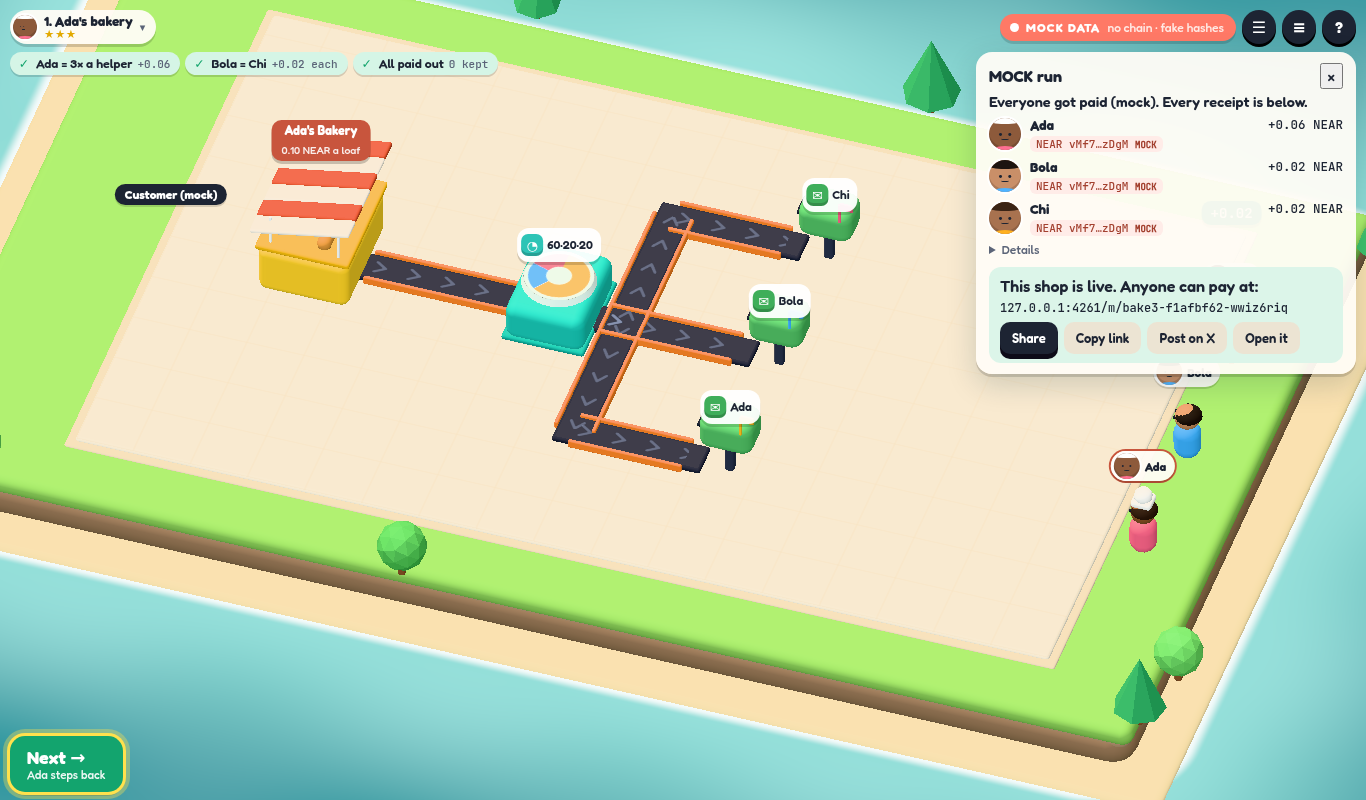 1. Ada's bakery
★★★
▼
✓ Ada = 3× a helper +0.06
✓ Bola = Chi +0.02 each
✓ All paid out 0 kept
MOCK DATA no chain · fake hashes
?
MOCK run
×
Everyone got paid (mock). Every receipt is below.
Ada
+0.06 NEAR
NEAR vMf7…zDgM MOCK
Bola
+0.02 NEAR
NEAR vMf7…zDgM MOCK
Chi
+0.02 NEAR
NEAR vMf7…zDgM MOCK
+0.02
▶ Details
This shop is live. Anyone can pay at:
127.0.0.1:4261/m/bake3-f1afbf62-wwiz6riq
Share
Copy link
Post on X
Open it
Ada's Bakery
0.10 NEAR a loaf
Customer (mock)
60·20·20
Chi
Bola
Ada
Bola
Ada
Next →
Ada steps back